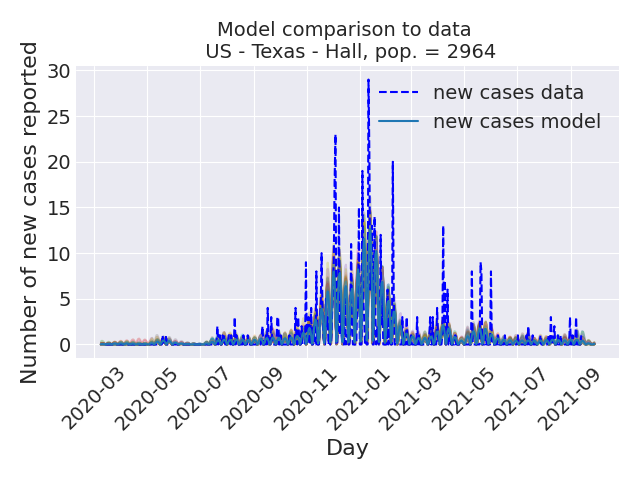 Model comparison to data
US - Texas - Hall, pop. = 2964
Number of new cases reported
30
25
20
15
10
5
0
new cases data
new cases model
2020-03
2020-05
2020-07
2020-09
2020-11
2021-01
2021-03
2021-05
2021-07
2021-09
Day